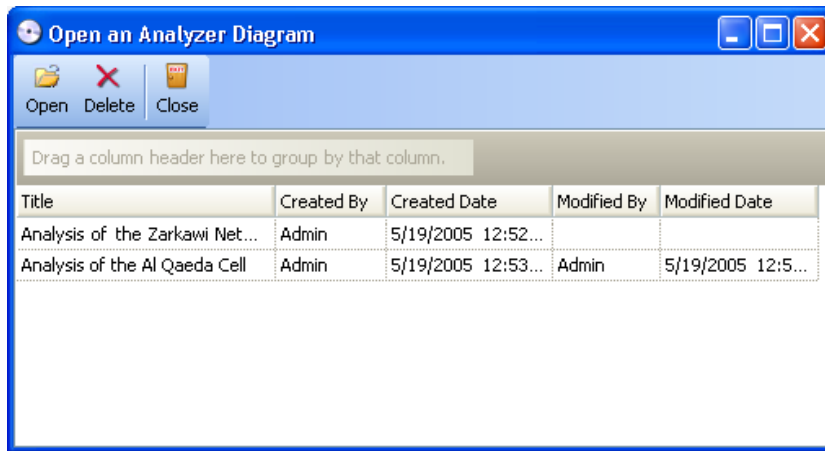 Open an Analyzer Diagram
Open Delete Close
Drag a column header here to group by that column.
Title Created By Created Date Modified By Modified Date
Analysis of the Zarkawi Net... Admin 5/19/2005 12:52...
Analysis of the Al Qaeda Cell Admin 5/19/2005 12:53... Admin 5/19/2005 12:5...